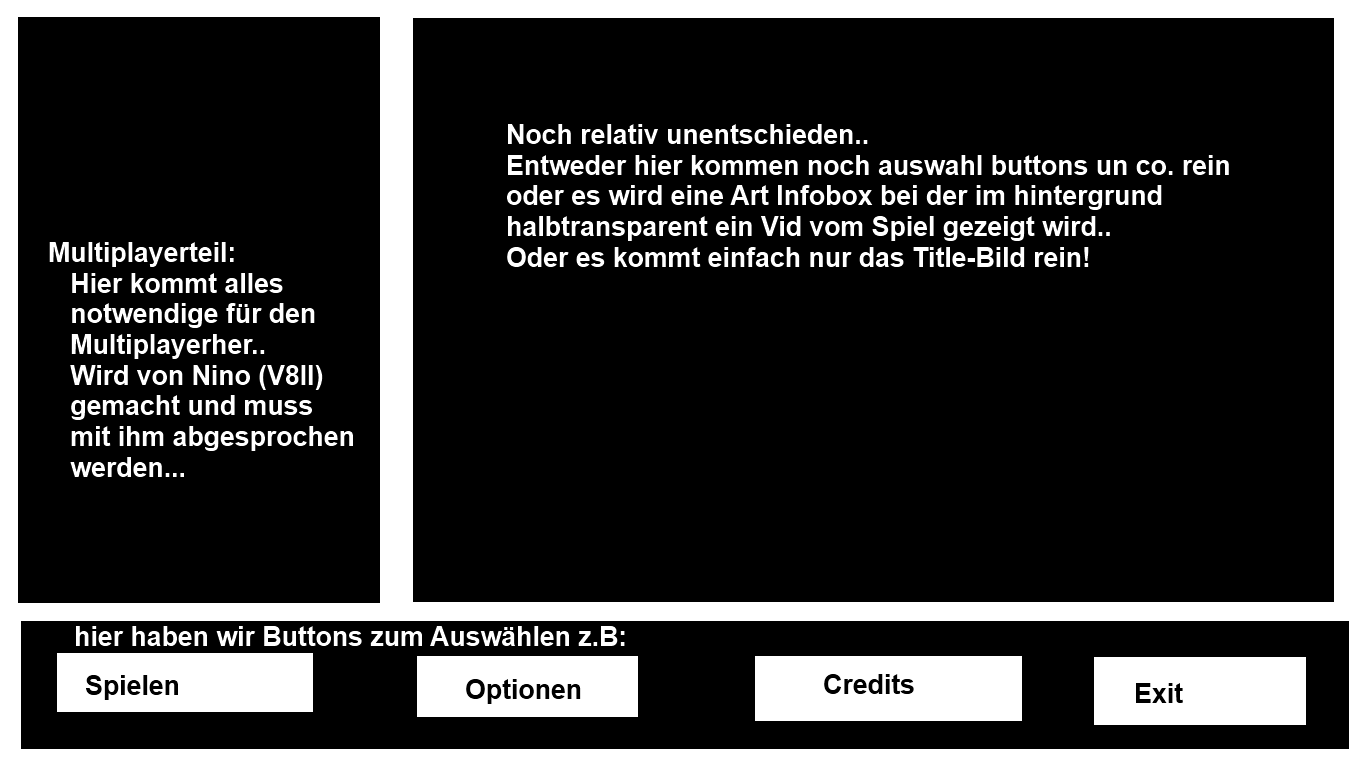 Multiplayerteil:
Hier kommt alles
notwendige für den
Multiplayerher..
Wird von Nino (V8II)
gemacht und muss
mit ihm abgesprochen
werden...
Noch relativ unentschieden..
Entweder hier kommen noch auswahl buttons un co. rein
oder es wird eine Art Infobox bei der im hintergrund
halbtransparent ein Vid vom Spiel gezeigt wird..
Oder es kommt einfach nur das Title-Bild rein!
hier haben wir Buttons zum Auswählen z.B:
Spielen
Optionen
Credits
Exit